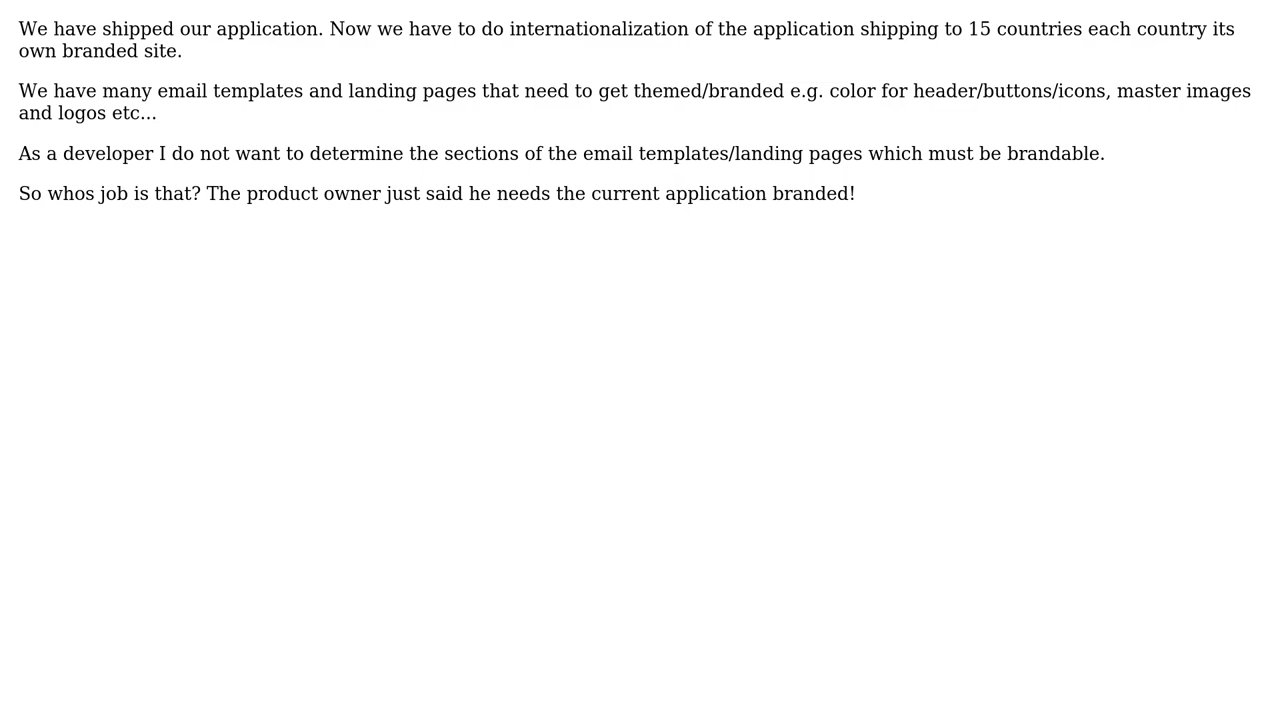 We have shipped our application. Now we have to do internationalization of the application shipping to 15 countries each country its
own branded site.
We have many email templates and landing pages that need to get themed/branded e.g. color for header/buttons/icons, master images
and logos etc...
As a developer I do not want to determine the sections of the email templates/landing pages which must be brandable.
So whos job is that? The product owner just said he needs the current application branded!